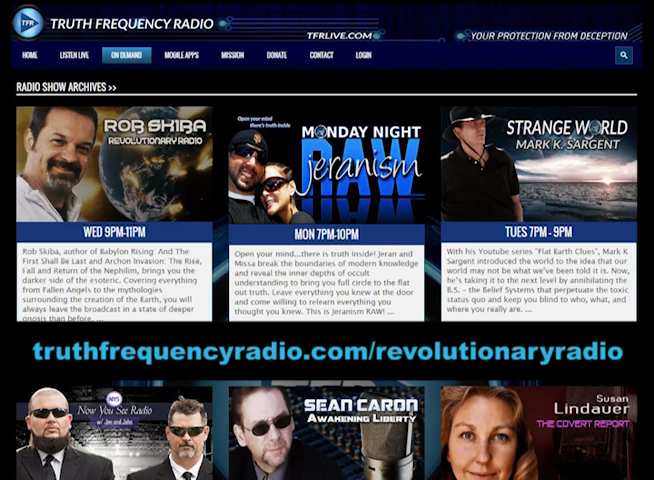 TFR
TRUTH FREQUENCY RADIO
TFRLIVE.COM
YOUR PROTECTION FROM DECEPTION
HOME LISTEN LIVE ON DEMAND MOBILE APPS MISSION DONATE CONTACT LOGIN
RADIO SHOW ARCHIVES >>
ROB SKIBA
REVOLUTIONARY RADIO
WED 9PM-11PM
Rob Skiba, author of Babylon Rising: And The
First Shall Be Last and Archon Invasion: The Rise,
Fall and Return of the Nephilim, brings you the
darker side of the esoteric. Covering everything
from Fallen Angels to the mythologies
surrounding the creation of the Earth, you will
always leave the broadcast in a state of deeper
gnosis than before. ...
Open your mind
there's truth inside
MONDAY NIGHT
RAW
jeranism
MON 7PM-10PM
Open your mind...there is truth Inside! Jeran and
Missa break the boundaries of modern knowledge
and reveal the inner depths of occult
understanding to bring you full circle to the flat
out truth. Leave everything you knew at the door
and come willing to relearn everything you
thought you knew. This is Jeranism RAW! ...
STRANGE WORLD
MARK K. SARGENT
TUES 7PM - 9PM
With his Youtube series "Flat Earth Clues", Mark K
Sargent introduced the world to the idea that our
world may not be what we've been told it is. Now,
he's taking it to the next level by annihilating the
B.S. - the Belief Systems that perpetuate the toxic
status quo and keep you blind to who, what, and
where you really are. ...
truthfrequencyradio.com/revolutionaryradio
NYS
Now You See Radio
w/ Jim and John
SEAN CARON
AWAKENING LIBERTY
Susan
Lindauer
THE COVERT REPORT